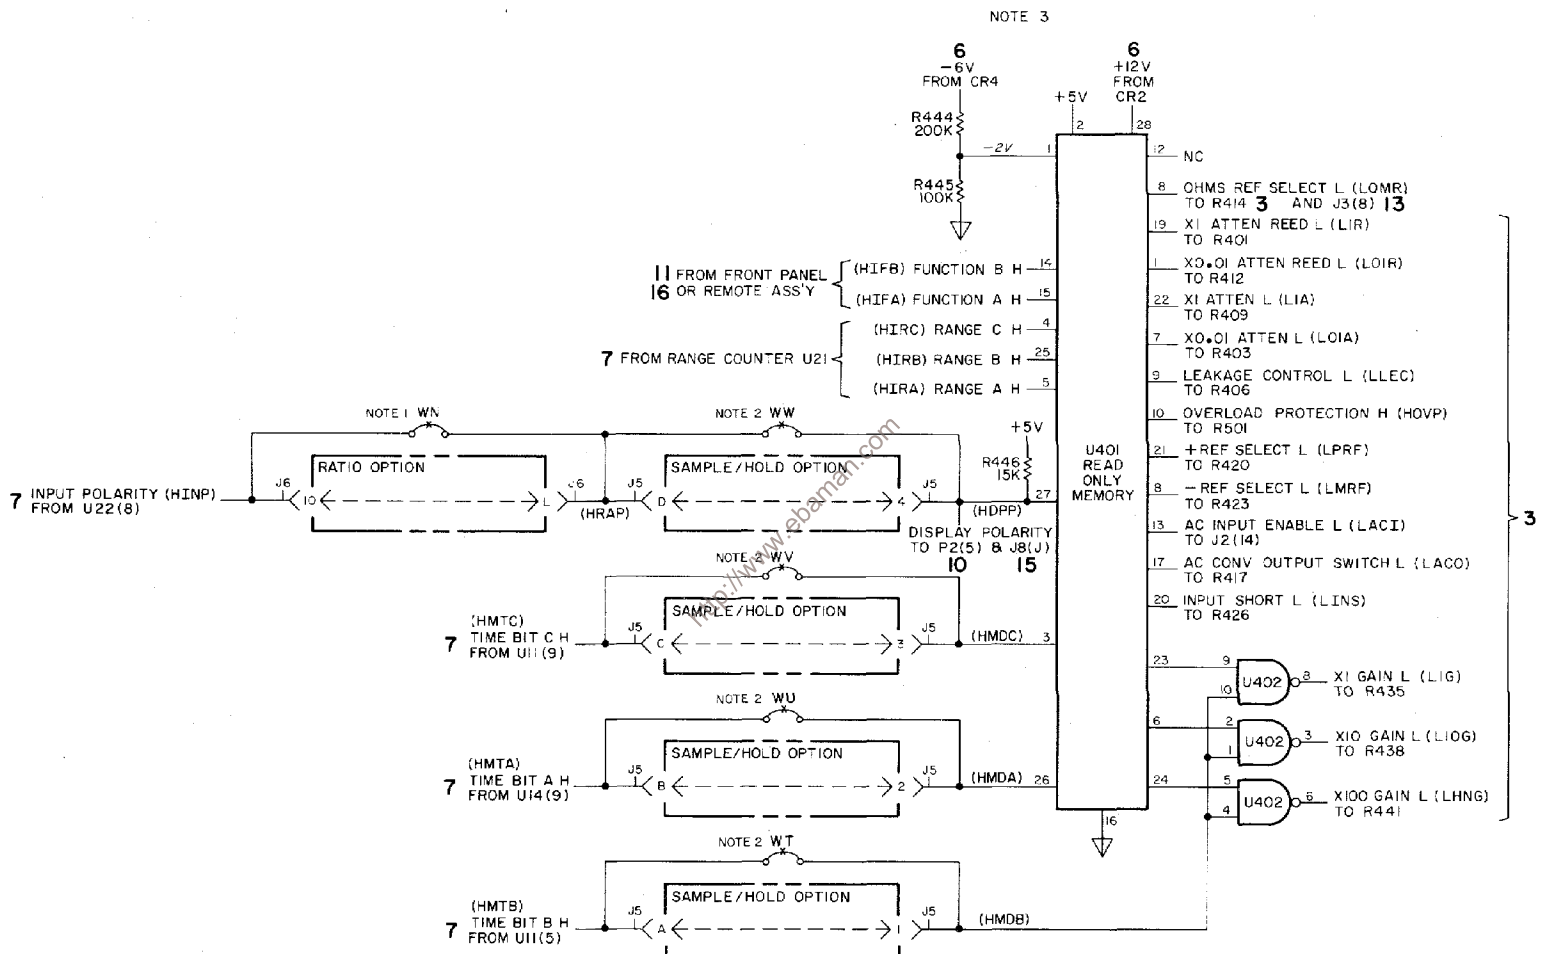 NOTE 3
6
-6V
FROM CR4
6
+12V
FROM
CR2
+5V
2
28
R444
200K
-2V
1
12
NC
R445
100K
8
OHMS REF SELECT L (LOMR)
TO R414 3 AND J3(8) 13
19
X1 ATTEN REED L (LIR)
TO R401
11 FROM FRONT PANEL
16 OR REMOTE ASS'Y
(HIFB) FUNCTION B H
14
1
X0.01 ATTEN REED L (LOIR)
TO R412
(HIFA) FUNCTION A H
15
22
X1 ATTEN L (LIA)
TO R409
7 FROM RANGE COUNTER U21
(HIRC) RANGE C H
4
7
X0.01 ATTEN L (LOIA)
TO R403
(HIRB) RANGE B H
25
(HIRA) RANGE A H
5
9
LEAKAGE CONTROL L (LLEC)
TO R406
NOTE 1 WN
NOTE 2 WW
10
OVERLOAD PROTECTION H (HOVP)
TO R501
+5V
R446
15K
U401
READ
ONLY
MEMORY
21
+REF SELECT L (LPRF)
TO R420
RATIO OPTION
SAMPLE/HOLD OPTION
7 INPUT POLARITY (HINP)
FROM U22(8)
J6
10
L
J6
(HRAP)
J5
D
4
J5
(HDPP)
27
8
-REF SELECT L (LMRF)
TO R423
DISPLAY POLARITY
TO P2(5) & J8(J)
10
15
13
AC INPUT ENABLE L (LACI)
TO J2(14)
3
17
AC CONV OUTPUT SWITCH L (LACO)
TO R417
NOTE 2 WV
20
INPUT SHORT L (LINS)
TO R426
SAMPLE/HOLD OPTION
(HMTC)
7 TIME BIT C H
FROM U11(9)
J5
C
3
J5
(HMDC)
3
23
9
10
U402
8
X1 GAIN L (LIG)
TO R435
NOTE 2 WU
6
2
1
U402
3
X10 GAIN L (LIOG)
TO R438
SAMPLE/HOLD OPTION
(HMTA)
7 TIME BIT A H
FROM U14(9)
J5
B
2
J5
(HMDA)
26
24
5
4
U402
6
X100 GAIN L (LHNG)
TO R441
16
NOTE 2 WT
SAMPLE/HOLD OPTION
(HMTB)
7 TIME BIT B H
FROM U11(5)
J5
A
1
J5
(HMDB)
http://www.ebaman.com